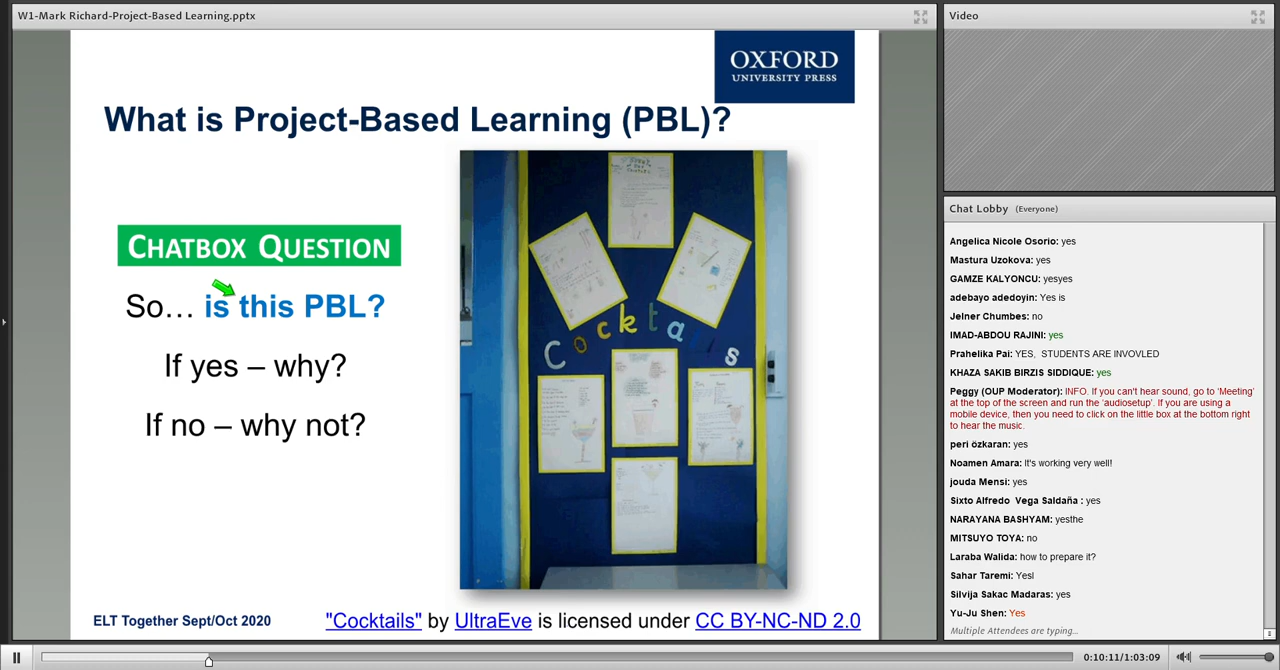 W1-Mark Richard-Project-Based Learning.pptx
OXFORD
UNIVERSITY PRESS
What is Project-Based Learning (PBL)?
CHATBOX QUESTION
So… is this PBL?
If yes – why?
If no – why not?
Cocktails
ELT Together Sept/Oct 2020
"Cocktails" by UltraEve is licensed under CC BY-NC-ND 2.0
Video
Chat Lobby (Everyone)
Angelica Nicole Osorio: yes
Mastura Uzokova: yes
GAMZE KALYONCU: yesyes
adebayo adedoyin: Yes is
Jelner Chumbes: no
IMAD-ABDOU RAJINI: yes
Prahelika Pai: YES, STUDENTS ARE INVOVLED
KHAZA SAKIB BIRZIS SIDDIQUE: yes
Peggy (OUP Moderator): INFO. If you can't hear sound, go to 'Meeting'
at the top of the screen and run the 'audiosetup'. If you are using a
mobile device, then you need to click on the little box at the bottom right
to hear the music.
peri özkaran: yes
Noamen Amara: It's working very well!
jouda Mensi: yes
Sixto Alfredo Vega Saldaña : yes
NARAYANA BASHYAM: yesthe
MITSUYO TOYA: no
Laraba Walida: how to prepare it?
Sahar Taremi: Yesl
Silvija Sakac Madaras: yes
Yu-Ju Shen: Yes
Multiple Attendees are typing...
0:10:11/1:03:09